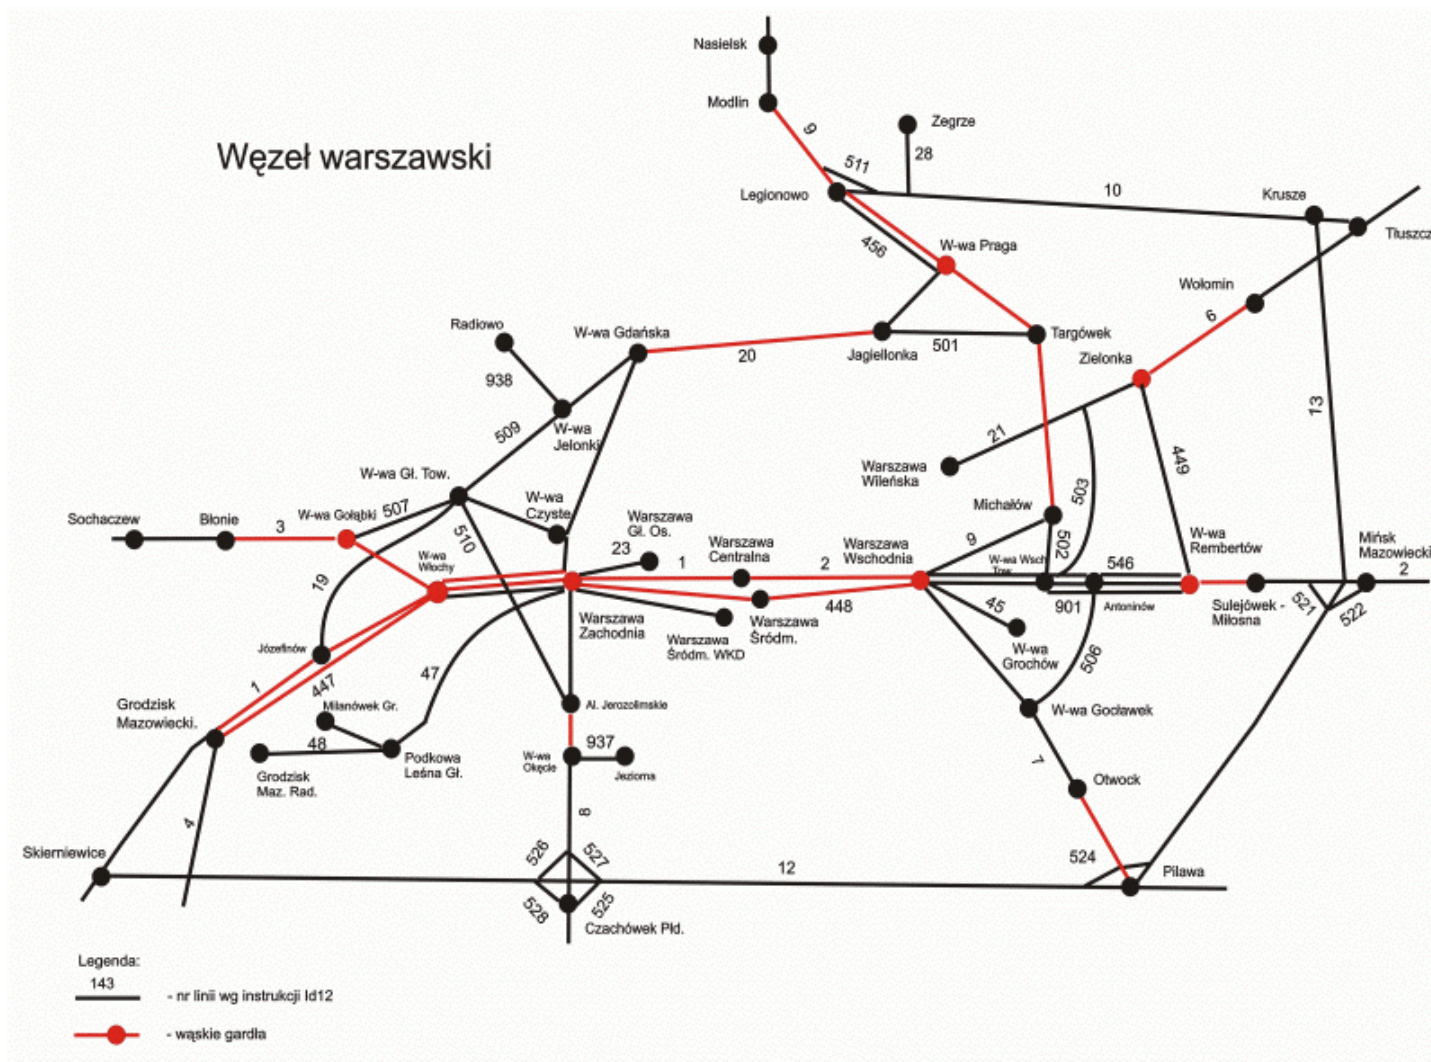 Nasielsk
Modlin
9
Zegrze
28
511
Węzeł warszawski
Legionowo
10
Krusze
Tłuszcz
456
W-wa Praga
Wołomin
6
Radiowo
W-wa Gdańska
938
20
Jagiellonka
501
Targówek
Zielonka
13
509
W-wa
Jelonki
21
Warszawa
Wileńska
449
503
W-wa Gł. Tow.
507
W-wa
Czyste
510
Michałów
502
Sochaczew
Błonie
3
W-wa Gołąbki
W-wa
Włochy
Warszawa
Gł. Os.
23
1
Warszawa
Centralna
2
Warszawa
Wschodnia
9
W-wa Wsch.
Tow.
546
W-wa
Rembertów
Mińsk
Mazowiecki
2
19
448
45
901
Antoninów
Sulejówek -
Miłosna
521
522
Warszawa
Zachodnia
Warszawa
Śródm. WKD
Warszawa
Śródm.
W-wa
Grochów
506
Józefinów
1
447
47
Grodzisk
Mazowiecki.
Milanówek Gr.
48
Grodzisk
Maz. Rad.
Podkowa
Leśna Gł.
Al. Jerozolimskie
W-wa
Okęcie
937
Jeziorna
W-wa Gocławek
7
Otwock
4
8
Skierniewice
526
527
12
524
Pilawa
528
525
Czachówek Płd.
Legenda:
143
- nr linii wg instrukcji Id12
- wąskie gardła